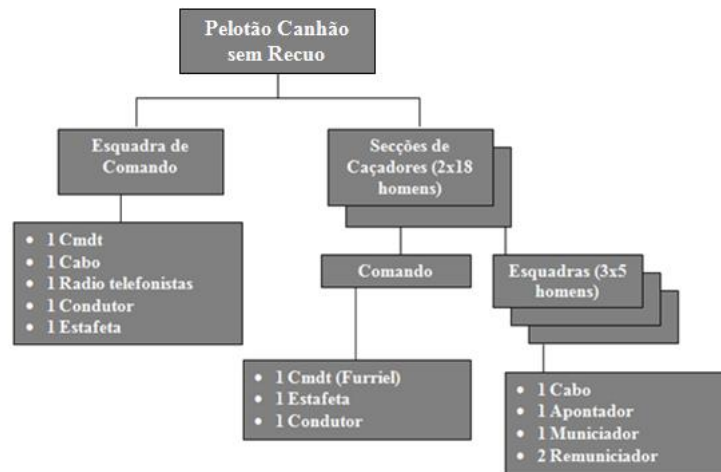 Pelotão Canhão
sem Recuo
Esquadra de
Comando
Secções de
Caçadores (2x18
homens)
• 1 Cmdt
• 1 Cabo
• 1 Radio telefonistas
• 1 Condutor
• 1 Estafeta
Comando
Esquadras (3x5
homens)
• 1 Cmdt (Furriel)
• 1 Estafeta
• 1 Condutor
• 1 Cabo
• 1 Apontador
• 1 Municiador
• 2 Remuniciador